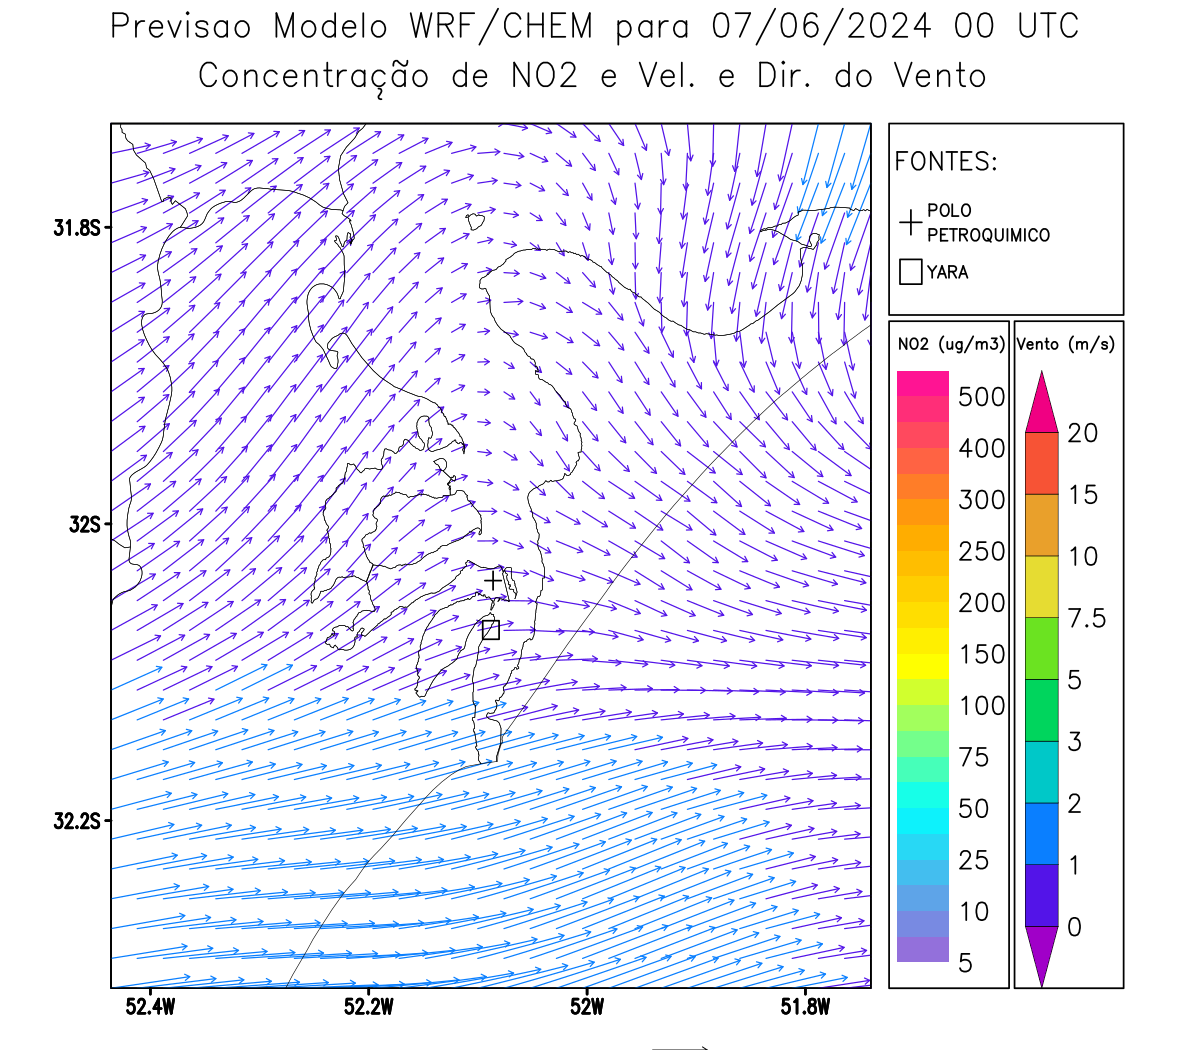 Previsao Modelo WRF/CHEM para 07/06/2024 00 UTC
Concentração de NO2 e Vel. e Dir. do Vento
FONTES:
POLO
PETROQUIMICO
YARA
NO2 (ug/m3)
500
400
300
250
200
150
100
75
50
25
10
5
Vento (m/s)
20
15
10
7.5
5
3
2
1
0
31.8S
32S
32.2S
52.4W
52.2W
52W
51.8W